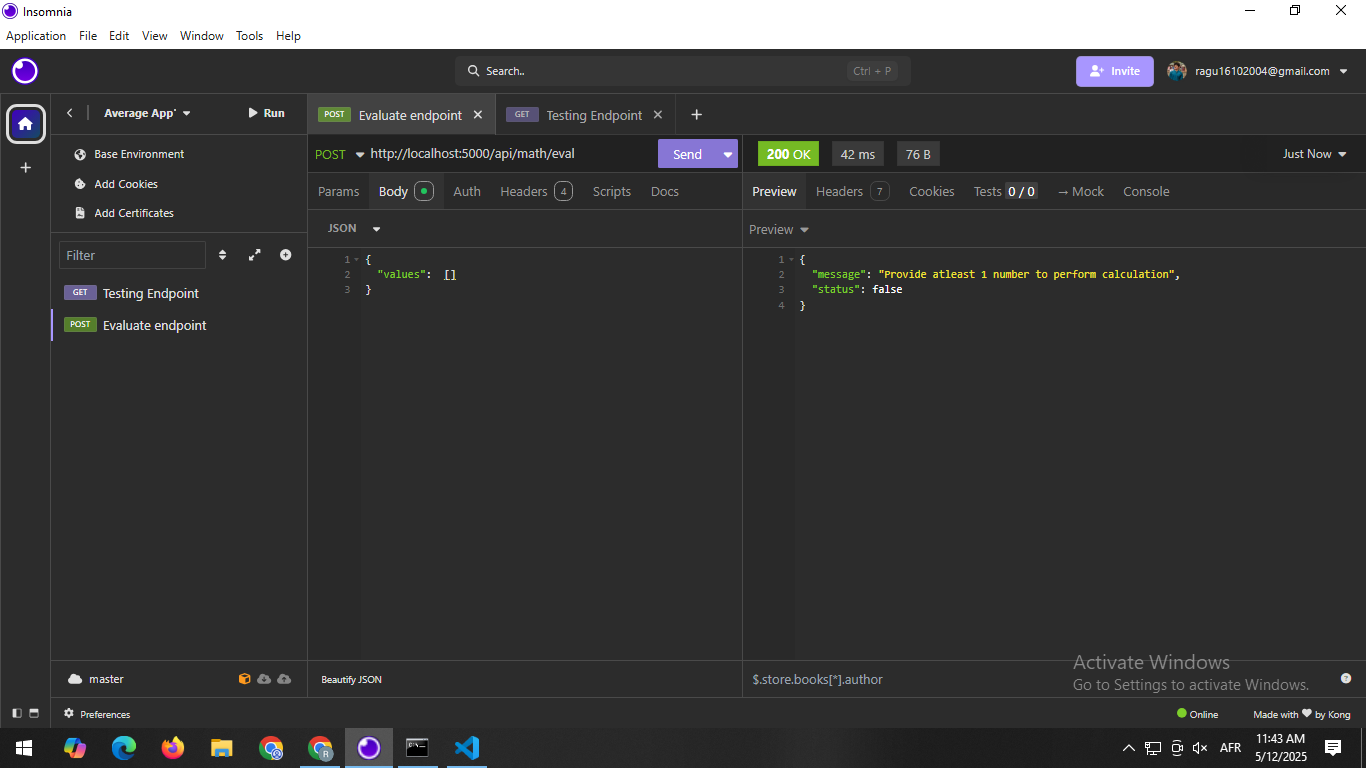 Insomnia
Application File Edit View Window Tools Help
Search.. Ctrl + P
Invite
ragu16102004@gmail.com
Average App' Run
POST Evaluate endpoint
GET Testing Endpoint
Base Environment
Add Cookies
Add Certificates
Filter
GET Testing Endpoint
POST Evaluate endpoint
POST http://localhost:5000/api/math/eval Send
200 OK 42 ms 76 B Just Now
Params Body Auth Headers 4 Scripts Docs
Preview Headers 7 Cookies Tests 0 / 0 → Mock Console
JSON
Preview
1 {
2 "values": []
3 }
1 {
2 "message": "Provide atleast 1 number to perform calculation",
3 "status": false
4 }
Activate Windows
Go to Settings to activate Windows.
master
Beautify JSON
$.store.books[*].author
Preferences
Online
Made with by Kong
R
AFR
11:43 AM
5/12/2025